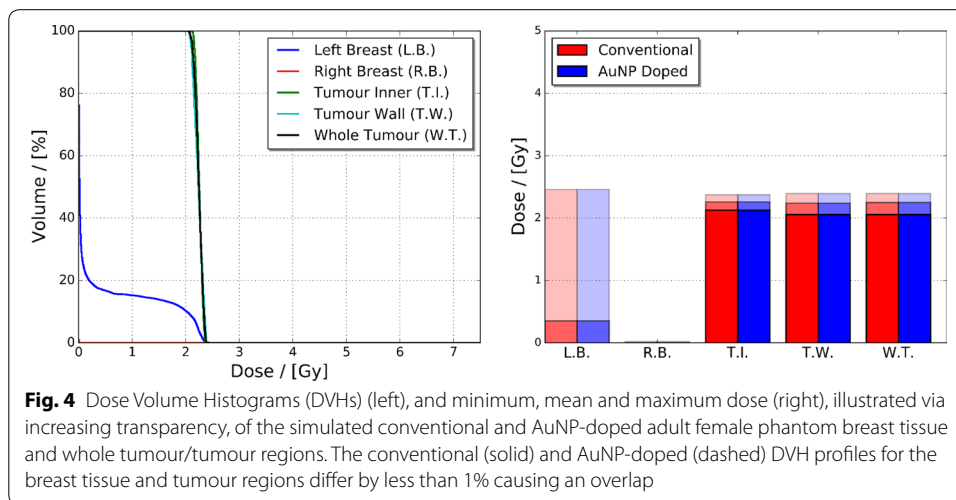 100
80
60
40
20
0
Volume / [%]
0 1 2 3 4 5 6 7
Dose / [Gy]
Left Breast (L.B.)
Right Breast (R.B.)
Tumour Inner (T.I.)
Tumour Wall (T.W.)
Whole Tumour (W.T.)
5
4
3
2
1
0
Dose / [Gy]
L.B. R.B. T.I. T.W. W.T.
Conventional
AuNP Doped
Fig. 4 Dose Volume Histograms (DVHs) (left), and minimum, mean and maximum dose (right), illustrated via
increasing transparency, of the simulated conventional and AuNP-doped adult female phantom breast tissue
and whole tumour/tumour regions. The conventional (solid) and AuNP-doped (dashed) DVH profiles for the
breast tissue and tumour regions differ by less than 1% causing an overlap